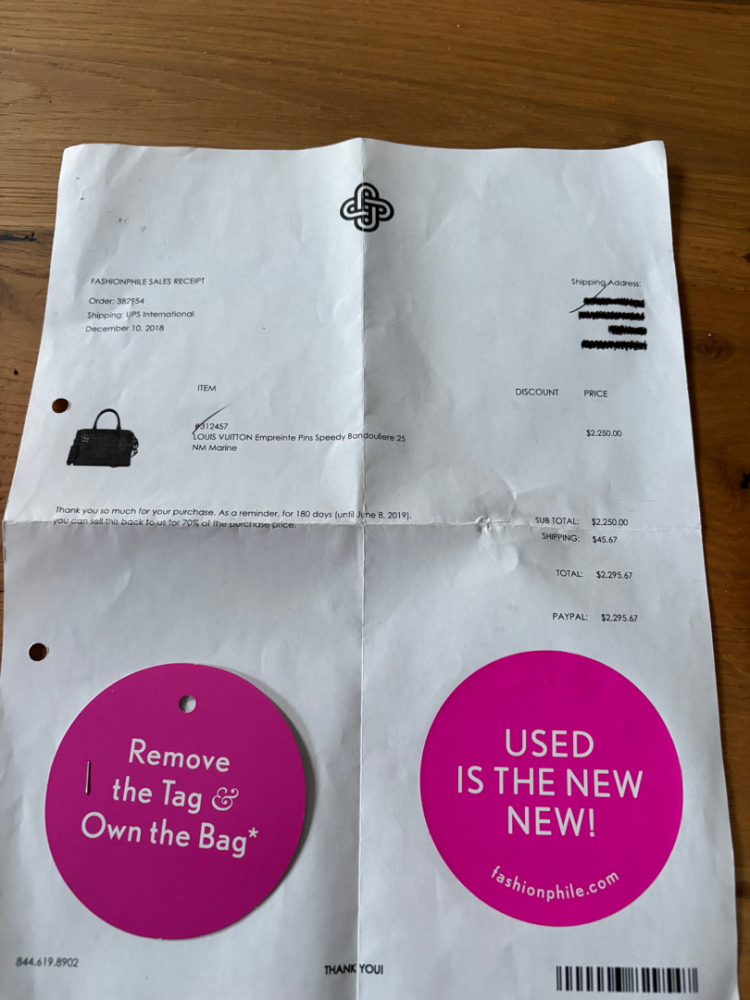 FASHIONPHILE SALES RECEIPT
Order: 382954
Shipping: UPS International
December 10, 2018
Shipping Address:
ITEM
DISCOUNT
PRICE
#312457
LOUIS VUITTON Empreinte Pins Speedy Bandouliere 25
NM Marine
$2,250.00
Thank you so much for your purchase. As a reminder, for 180 days (until June 8, 2019),
you can sell this back to us for 70% of the purchase price.
SUB TOTAL: $2,250.00
SHIPPING: $45.67
TOTAL: $2,295.67
PAYPAL: $2,295.67
Remove
the Tag &
Own the Bag*
USED
IS THE NEW
NEW!
fashionphile.com
844.619.8902
THANK YOU!